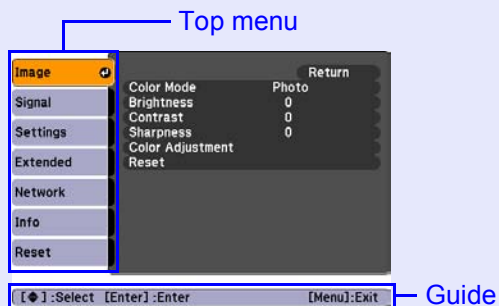 Top menu
Image
Signal
Settings
Extended
Network
Info
Reset
Return
Color Mode Photo
Brightness 0
Contrast 0
Sharpness 0
Color Adjustment
Reset
[◆] :Select [Enter] :Enter [Menu]:Exit
Guide